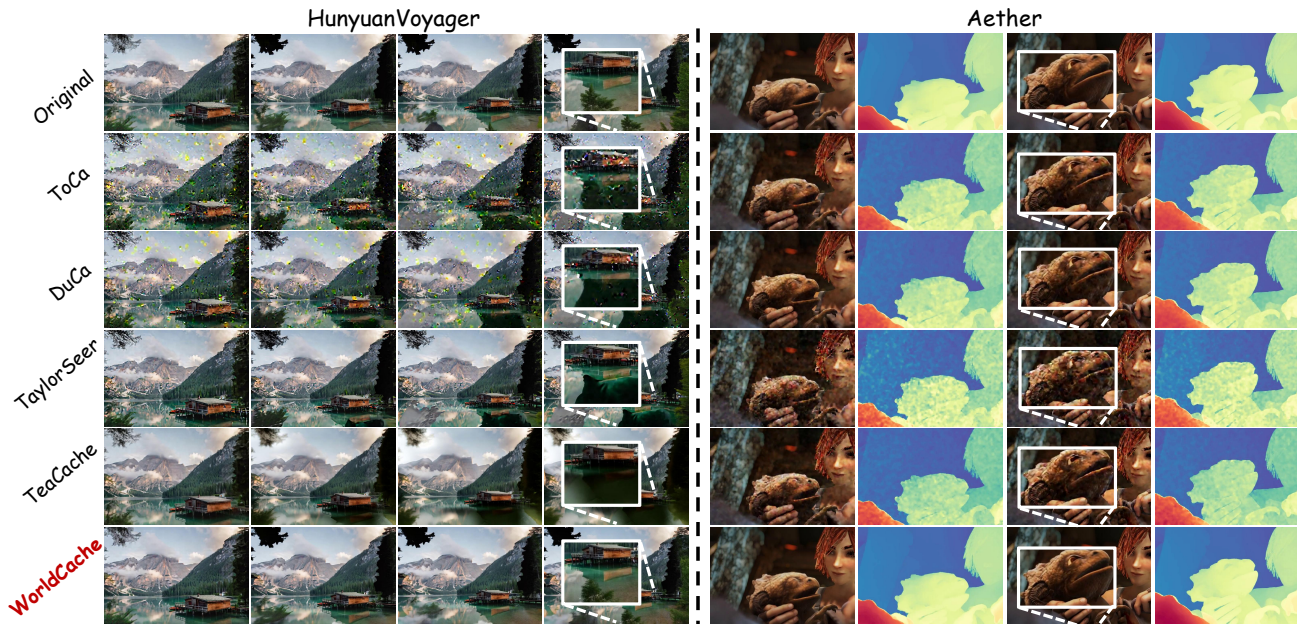 HunyuanVoyager
Aether
Original
ToCa
DuCa
TaylorSeer
TeaCache
WorldCache